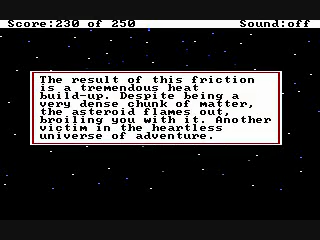 Score:230 of 250 Sound:off
The result of this friction
is a tremendous heat
build-up. Despite being a
very dense chunk of matter,
the asteroid flames out,
broiling you with it. Another
victim in the heartless
universe of adventure.